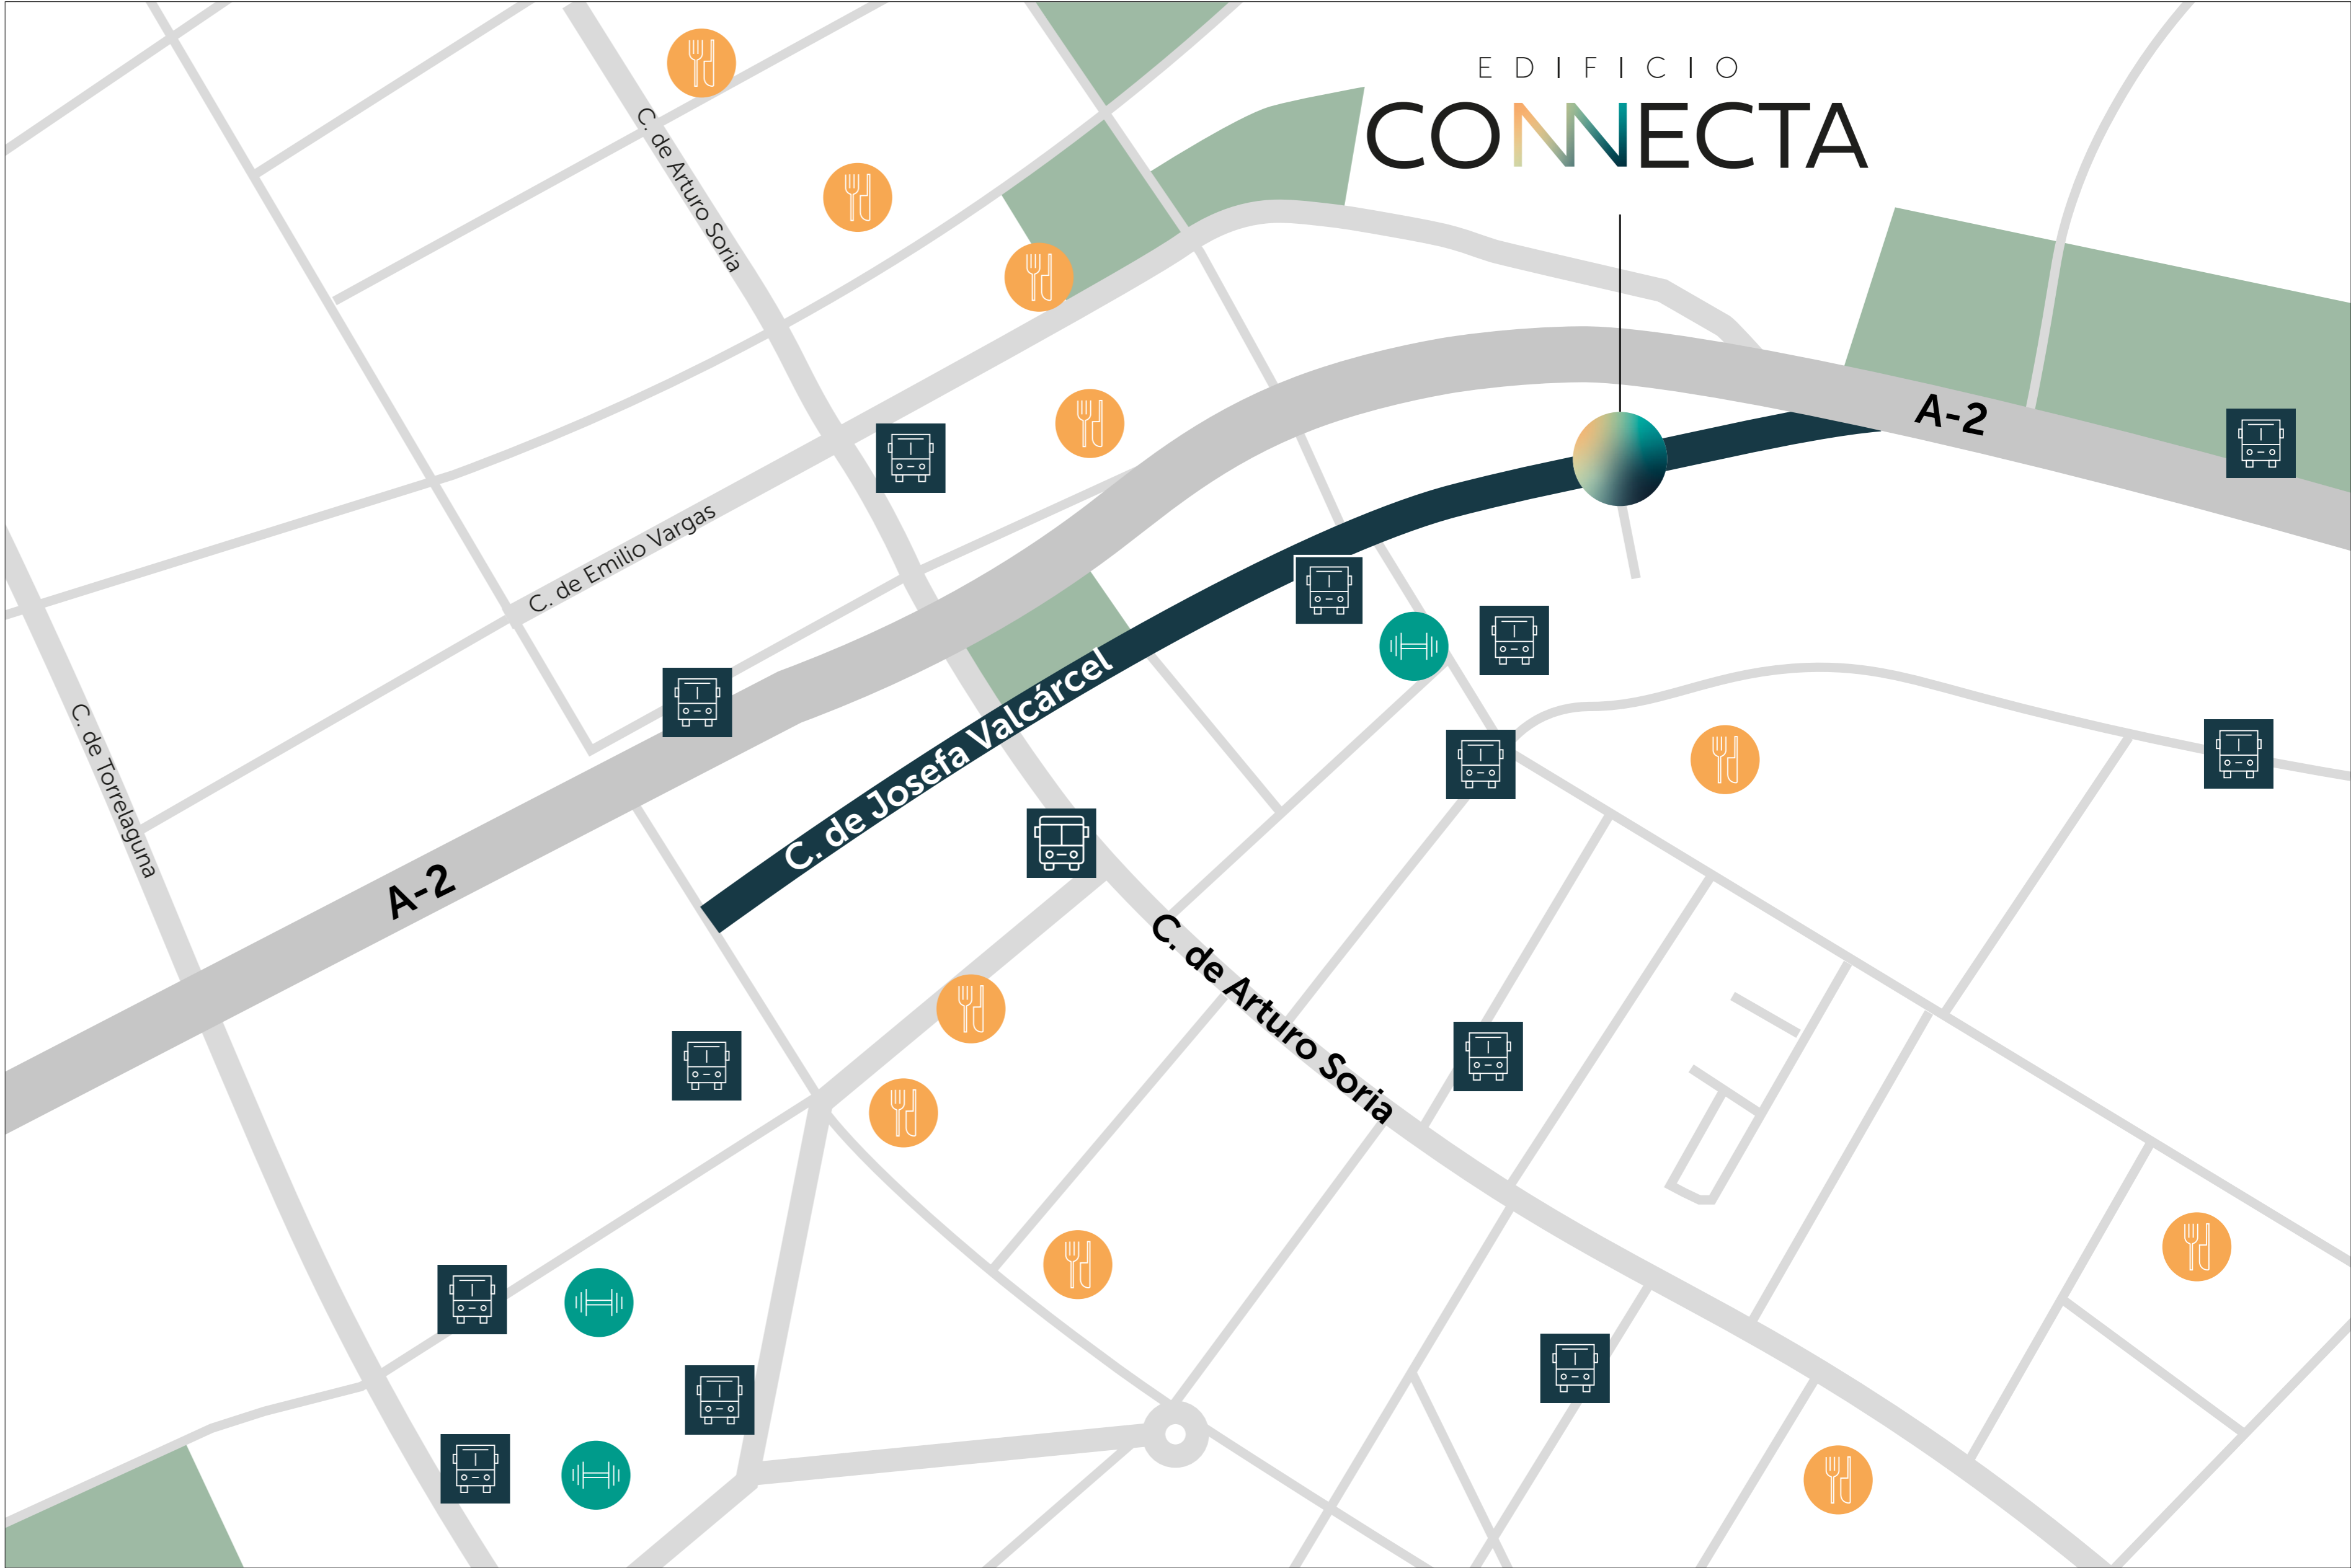 EDIFICIO
CONNECTA
C. de Arturo Soria
A-2
C. de Emilio Vargas
C. de Josefa Valcárcel
C. de Torrelaguna
A-2
C. de Arturo Soria